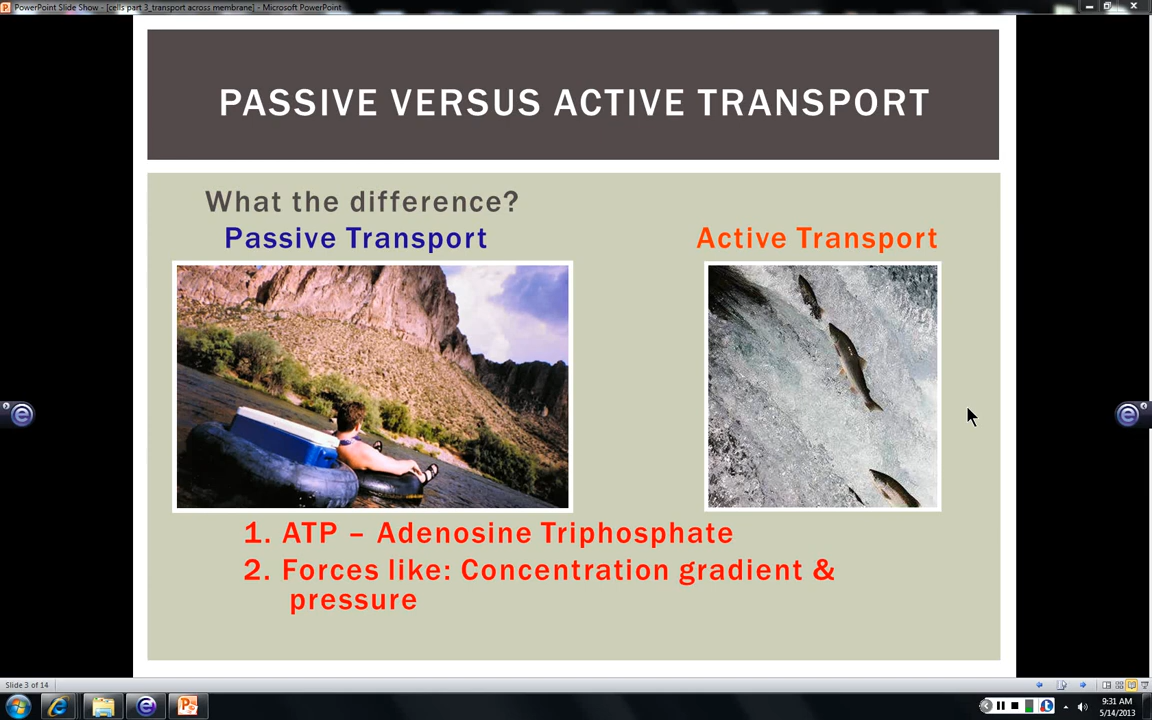 PowerPoint Slide Show - [cells part 3_transport across membrane] - Microsoft PowerPoint
PASSIVE VERSUS ACTIVE TRANSPORT
What the difference?
Passive Transport
Active Transport
1. ATP – Adenosine Triphosphate
2. Forces like: Concentration gradient &
pressure
Slide 3 of 14
9:31 AM
5/14/2013